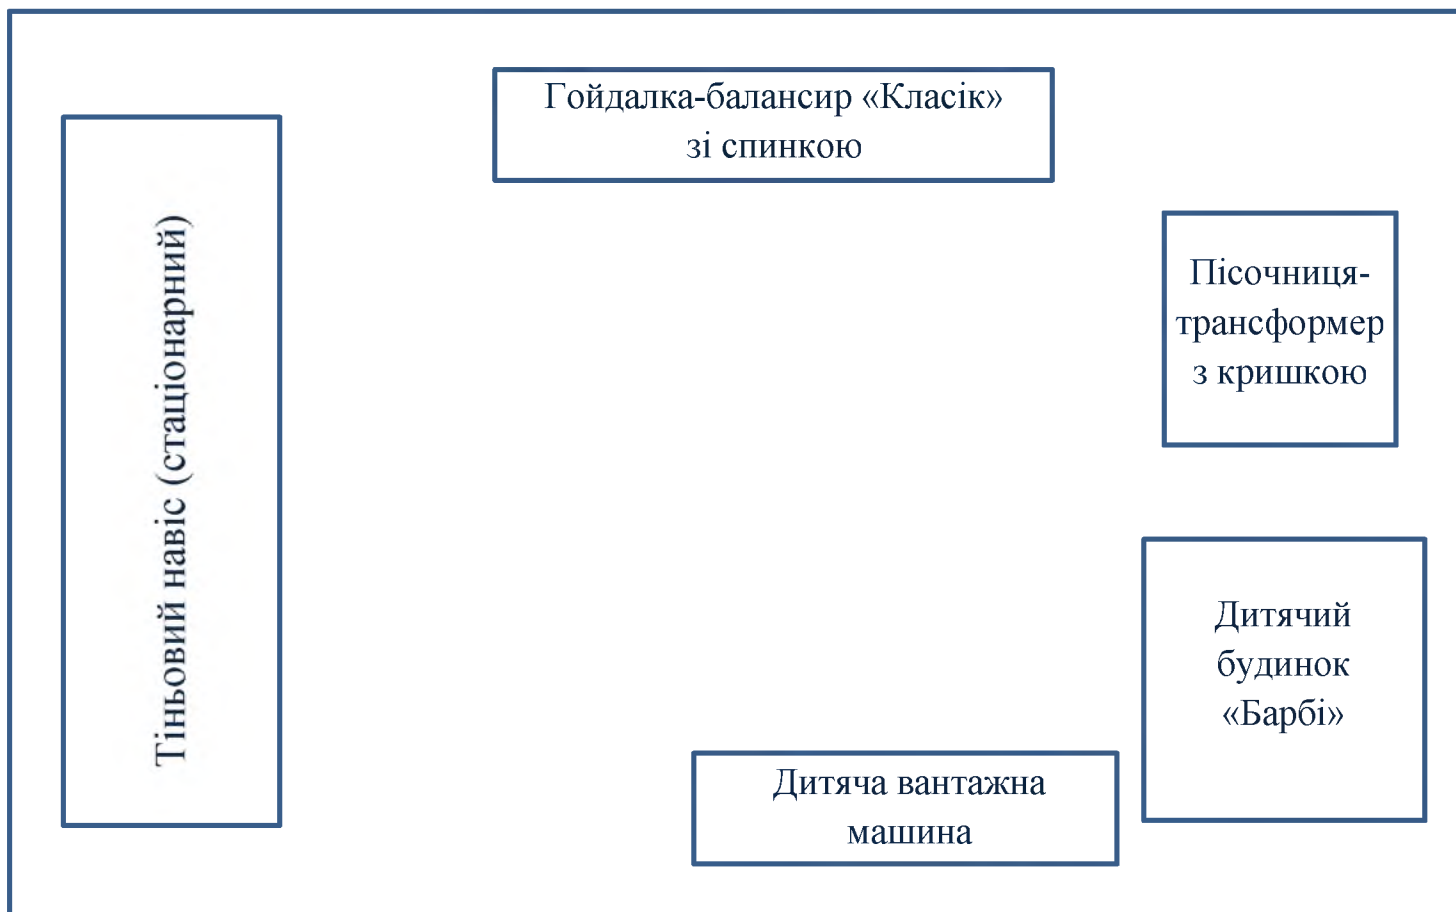 Гойдалка-балансир «Класік»
зі спинкою
Тіньовий навіс (стаціонарний)
Пісочниця-
трансформер
з кришкою
Дитячий
будинок
«Барбі»
Дитяча вантажна
машина